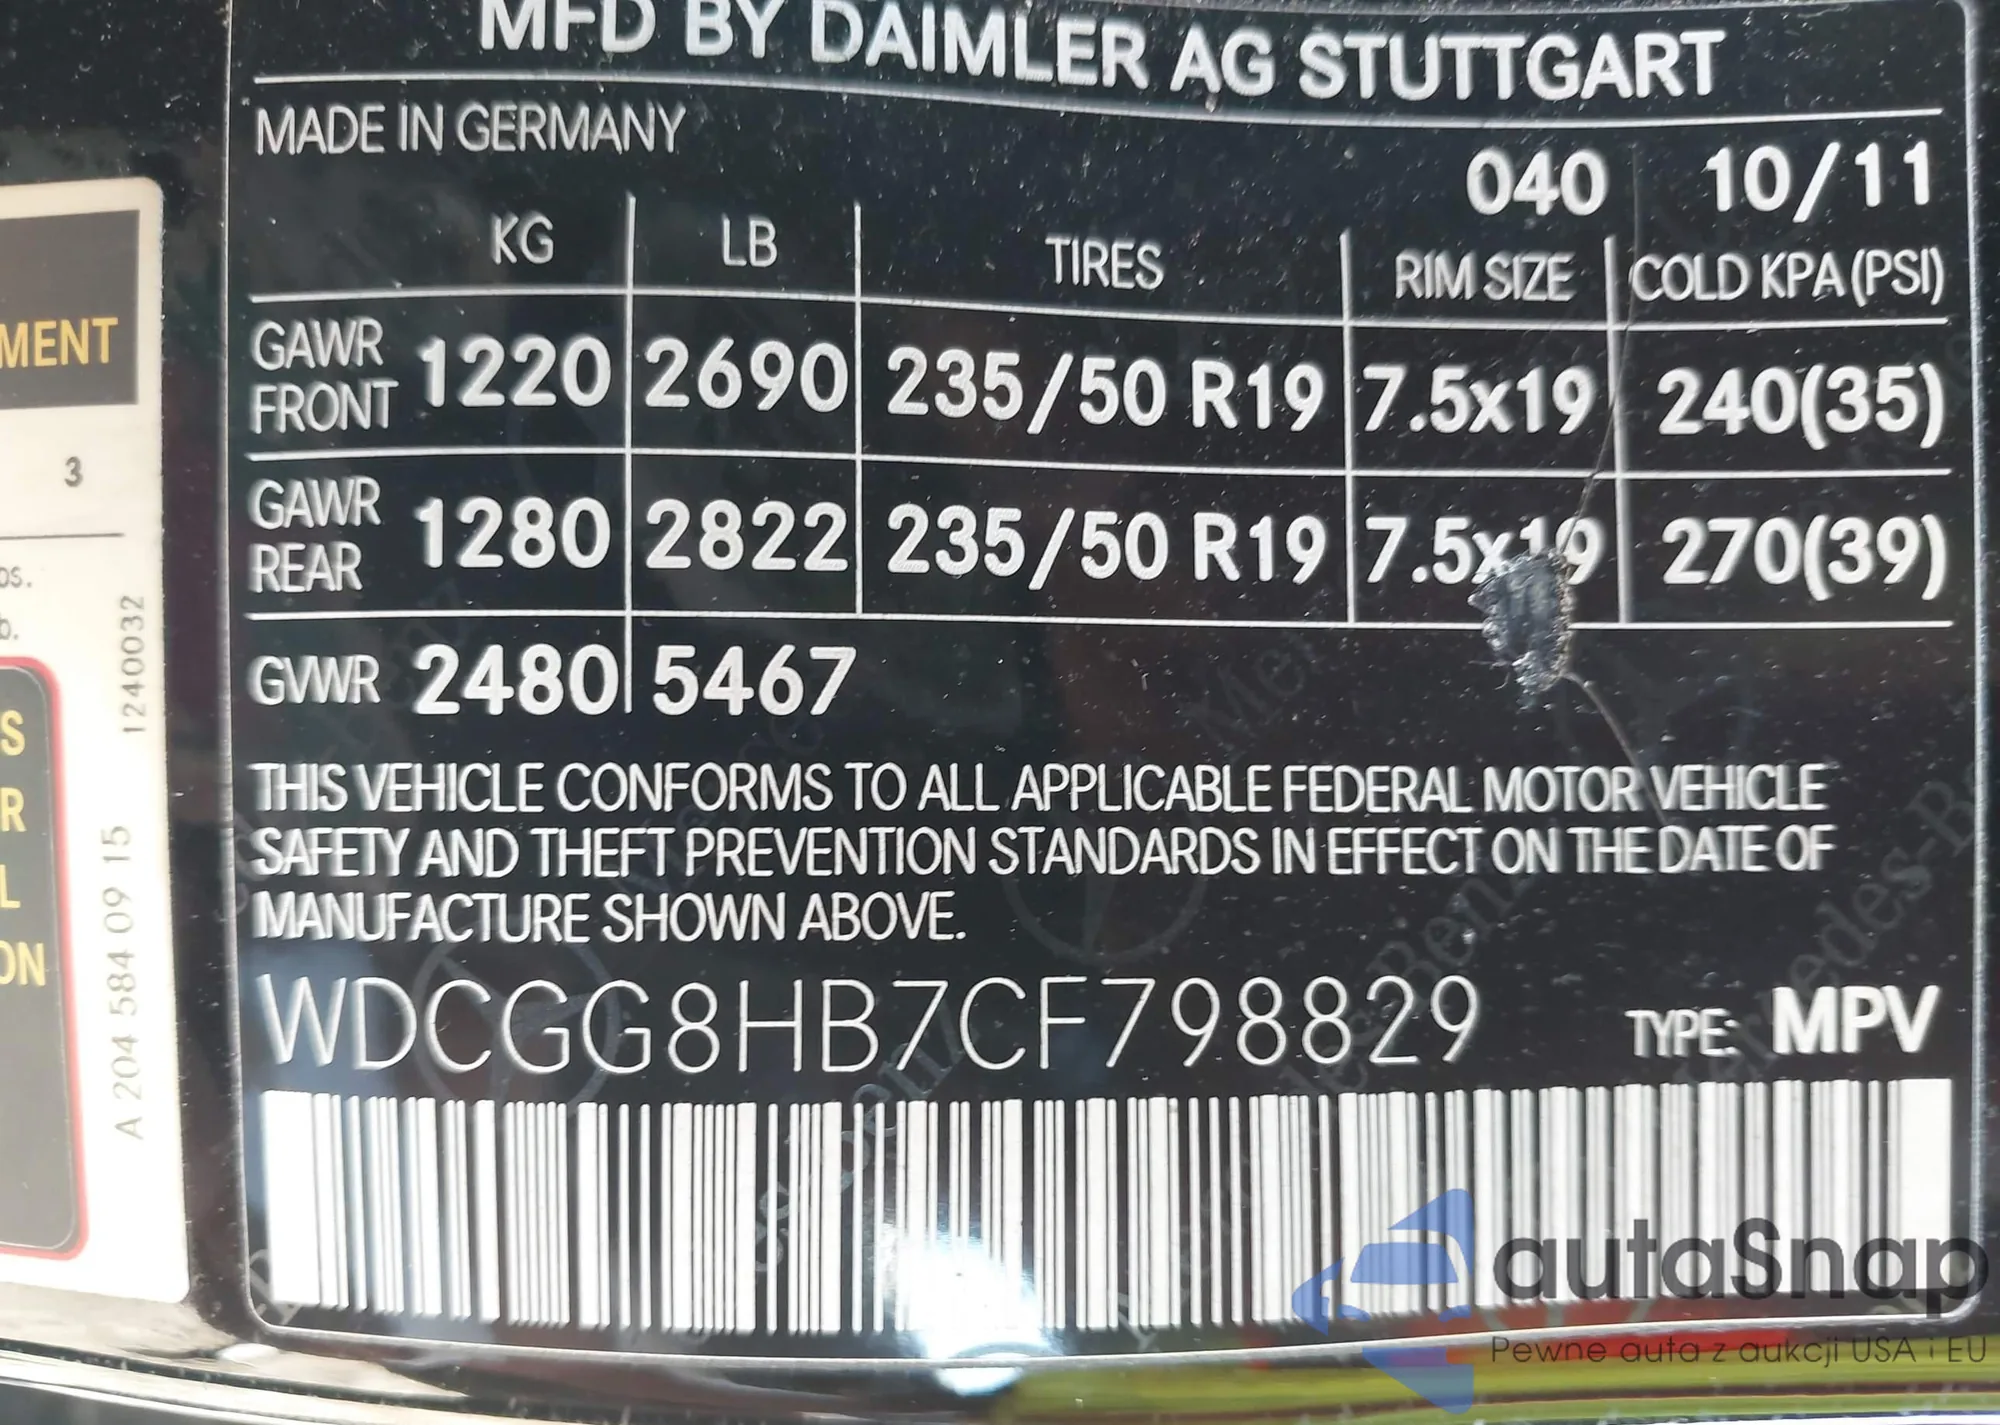 MFD BY DAIMLER AG STUTTGART
MADE IN GERMANY
040 10/11
KG LB TIRES RIM SIZE COLD KPA (PSI)
GAWR FRONT 1220 2690 235/50 R19 7.5x19 240(35)
GAWR REAR 1280 2822 235/50 R19 7.5x19 270(39)
GVWR 2480 5467
THIS VEHICLE CONFORMS TO ALL APPLICABLE FEDERAL MOTOR VEHICLE
SAFETY AND THEFT PREVENTION STANDARDS IN EFFECT ON THE DATE OF
MANUFACTURE SHOWN ABOVE.
WDCGG8HB7CF798829 TYPE: MPV
MENT
3
A 204 584 09 15 1240032
autaSnap
Pewne auta z aukcji USA i EU